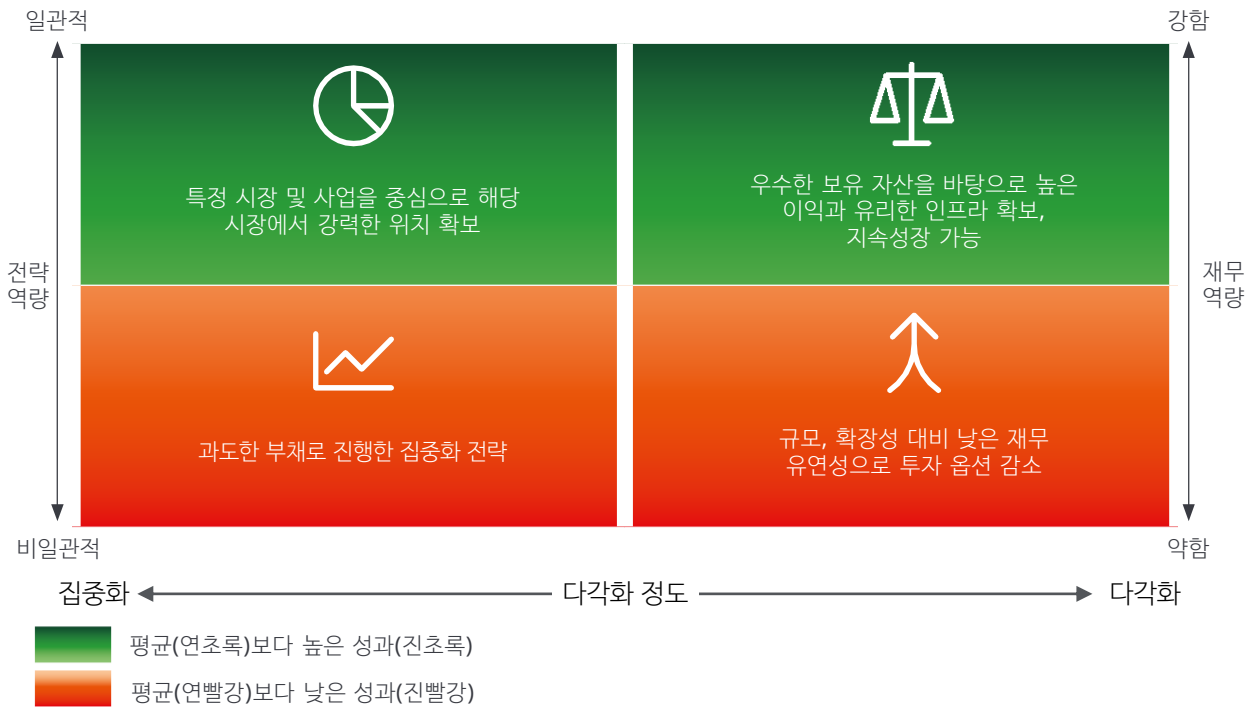 일관적
강함
특정 시장 및 사업을 중심으로 해당
시장에서 강력한 위치 확보
우수한 보유 자산을 바탕으로 높은
이익과 유리한 인프라 확보,
지속성장 가능
전략
역량
재무
역량
과도한 부채로 진행한 집중화 전략
규모, 확장성 대비 낮은 재무
유연성으로 투자 옵션 감소
비일관적
약함
집중화
다각화 정도
다각화
평균(연초록)보다 높은 성과(진초록)
평균(연빨강)보다 낮은 성과(진빨강)